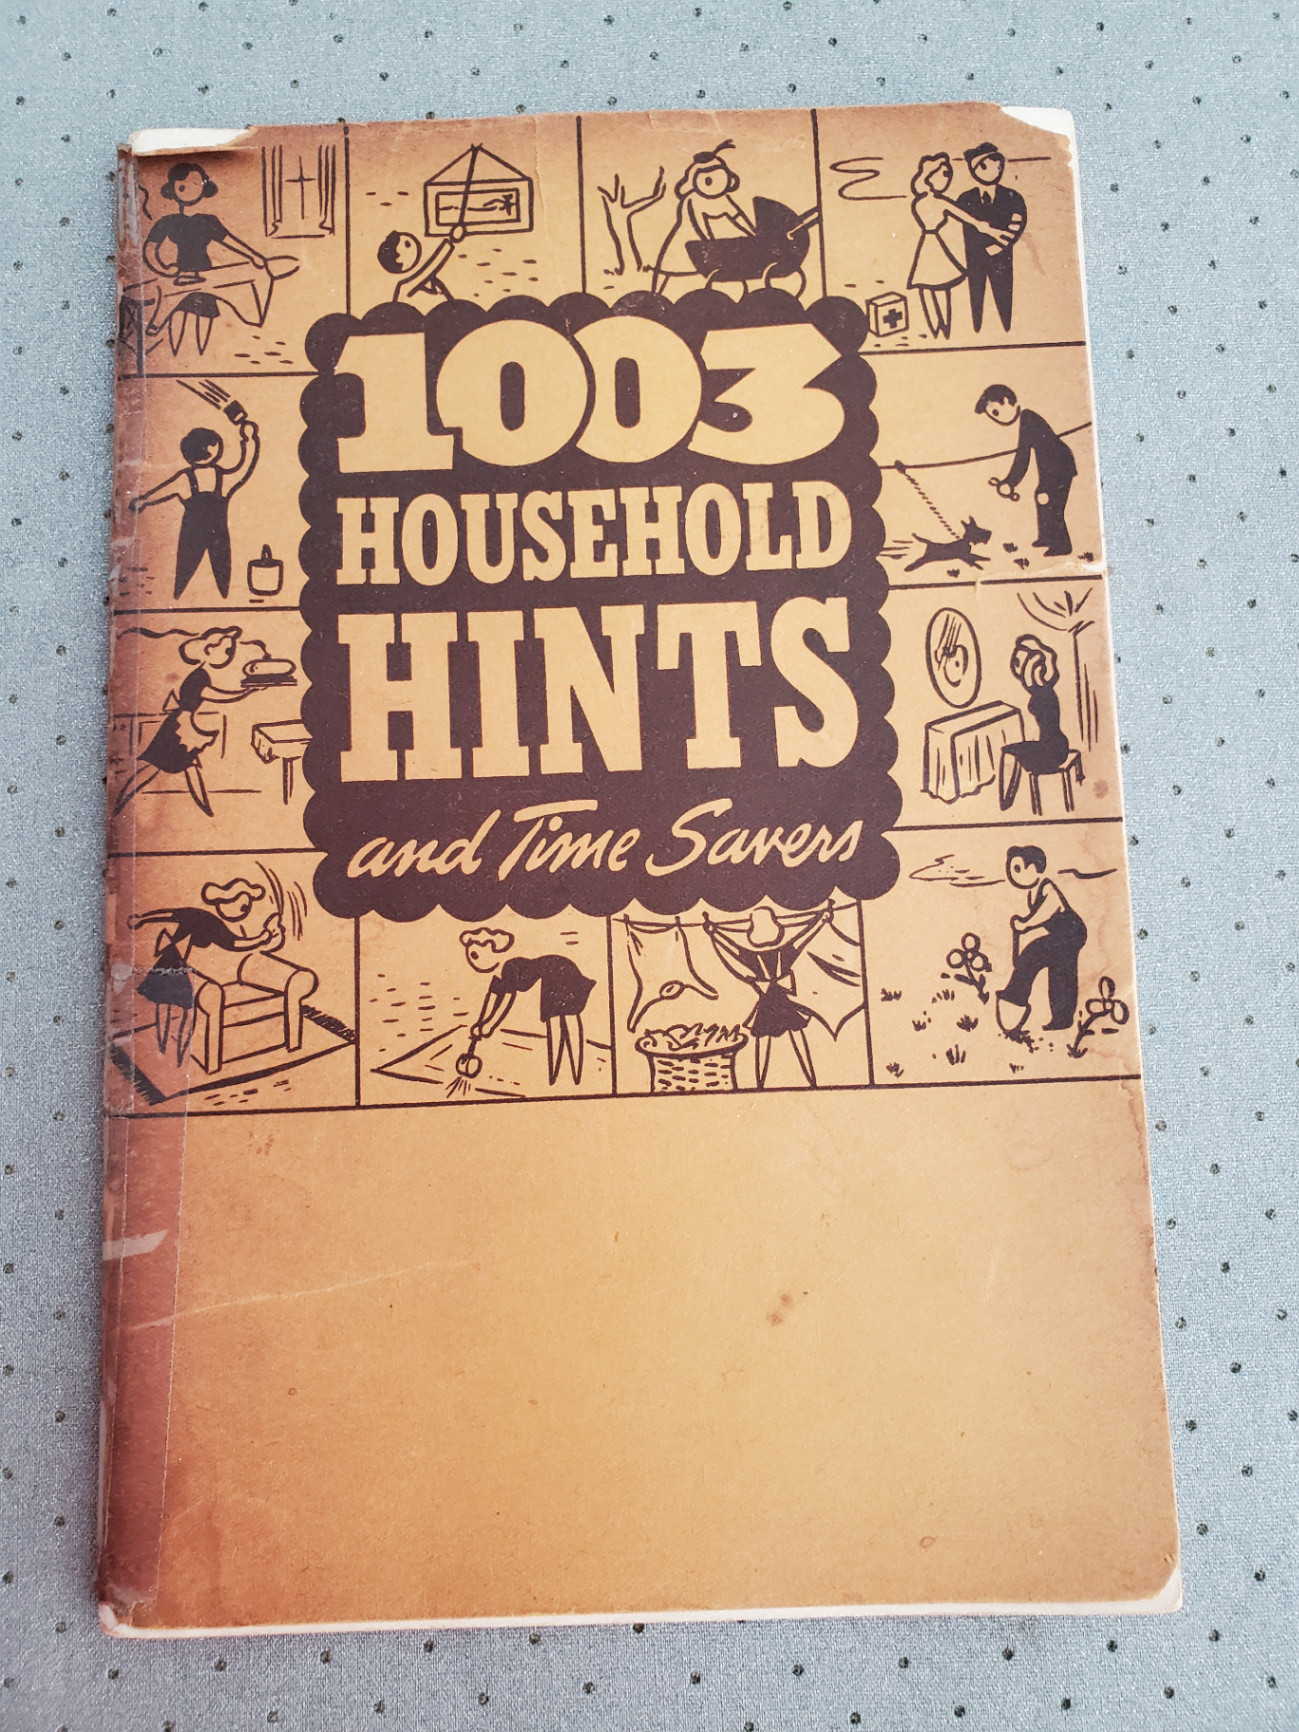 1003
HOUSEHOLD
HINTS
and Time Savers